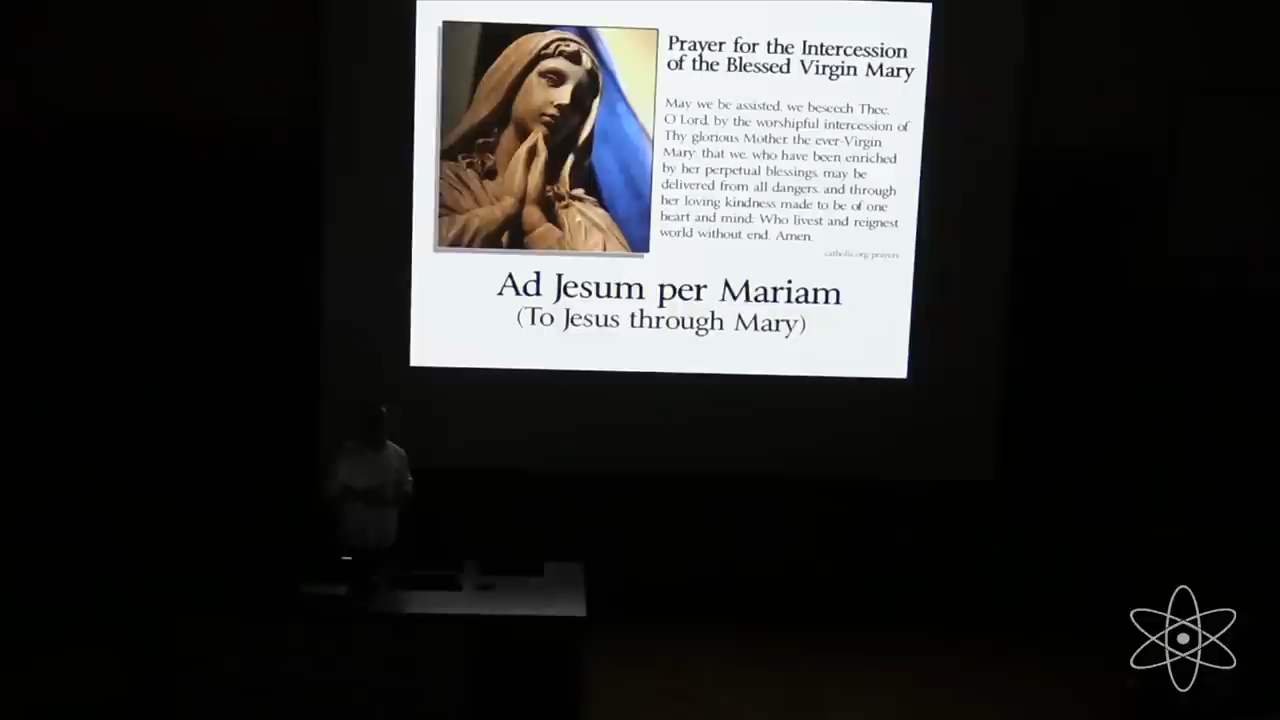 Prayer for the Intercession
of the Blessed Virgin Mary
May we be assisted, we beseech Thee,
O Lord, by the worshipful intercession of
Thy glorious Mother, the ever-Virgin
Mary; that we, who have been enriched
by her perpetual blessings, may be
delivered from all dangers, and through
her loving kindness made to be of one
heart and mind: Who livest and reignest
world without end. Amen.
catholic.org/prayers
Ad Jesum per Mariam
(To Jesus through Mary)